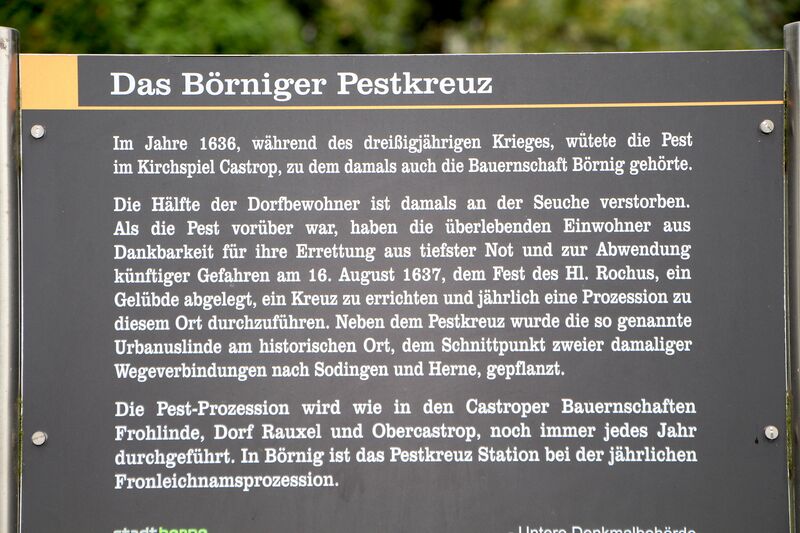 Das Börniger Pestkreuz
Im Jahre 1636, während des dreißigjährigen Krieges, wütete die Pest
im Kirchspiel Castrop, zu dem damals auch die Bauernschaft Börnig gehörte.
Die Hälfte der Dorfbewohner ist damals an der Seuche verstorben.
Als die Pest vorüber war, haben die überlebenden Einwohner aus
Dankbarkeit für ihre Errettung aus tiefster Not und zur Abwendung
künftiger Gefahren am 16. August 1637, dem Fest des Hl. Rochus, ein
Gelübde abgelegt, ein Kreuz zu errichten und jährlich eine Prozession zu
diesem Ort durchzuführen. Neben dem Pestkreuz wurde die so genannte
Urbanuslinde am historischen Ort, dem Schnittpunkt zweier damaliger
Wegeverbindungen nach Sodingen und Herne, gepflanzt.
Die Pest-Prozession wird wie in den Castroper Bauernschaften
Frohlinde, Dorf Rauxel und Obercastrop, noch immer jedes Jahr
durchgeführt. In Börnig ist das Pestkreuz Station bei der jährlichen
Fronleichnamsprozession.
stadtherne - Untere Denkmalbehörde